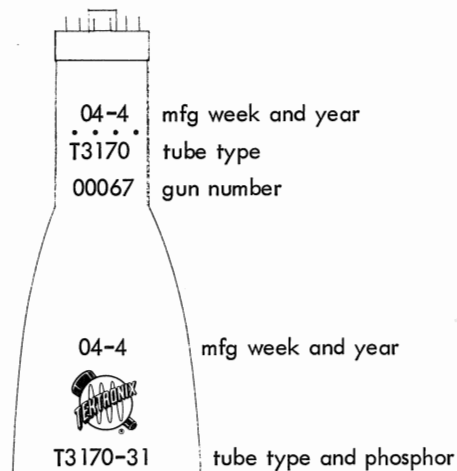 04-4 mfg week and year
T3170 tube type
00067 gun number
04-4 mfg week and year
TEKTRONIX
®
T3170-31 tube type and phosphor